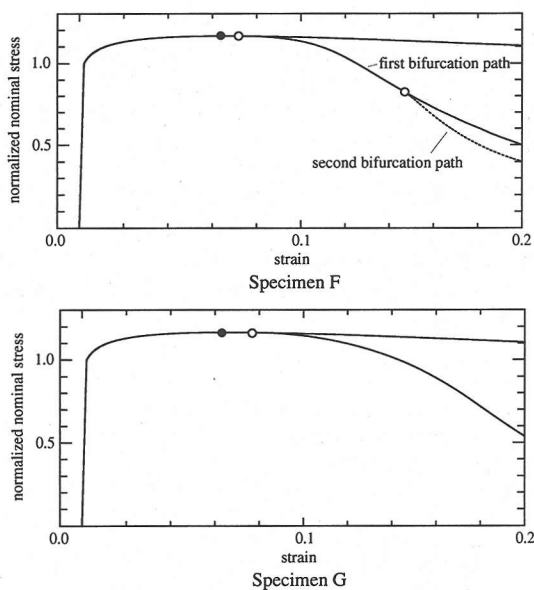 normalized nominal stress
1.0
0.5
first bifurcation path
second bifurcation path
0.0
0.1
0.2
strain
Specimen F
normalized nominal stress
1.0
0.5
0.0
0.1
0.2
strain
Specimen G